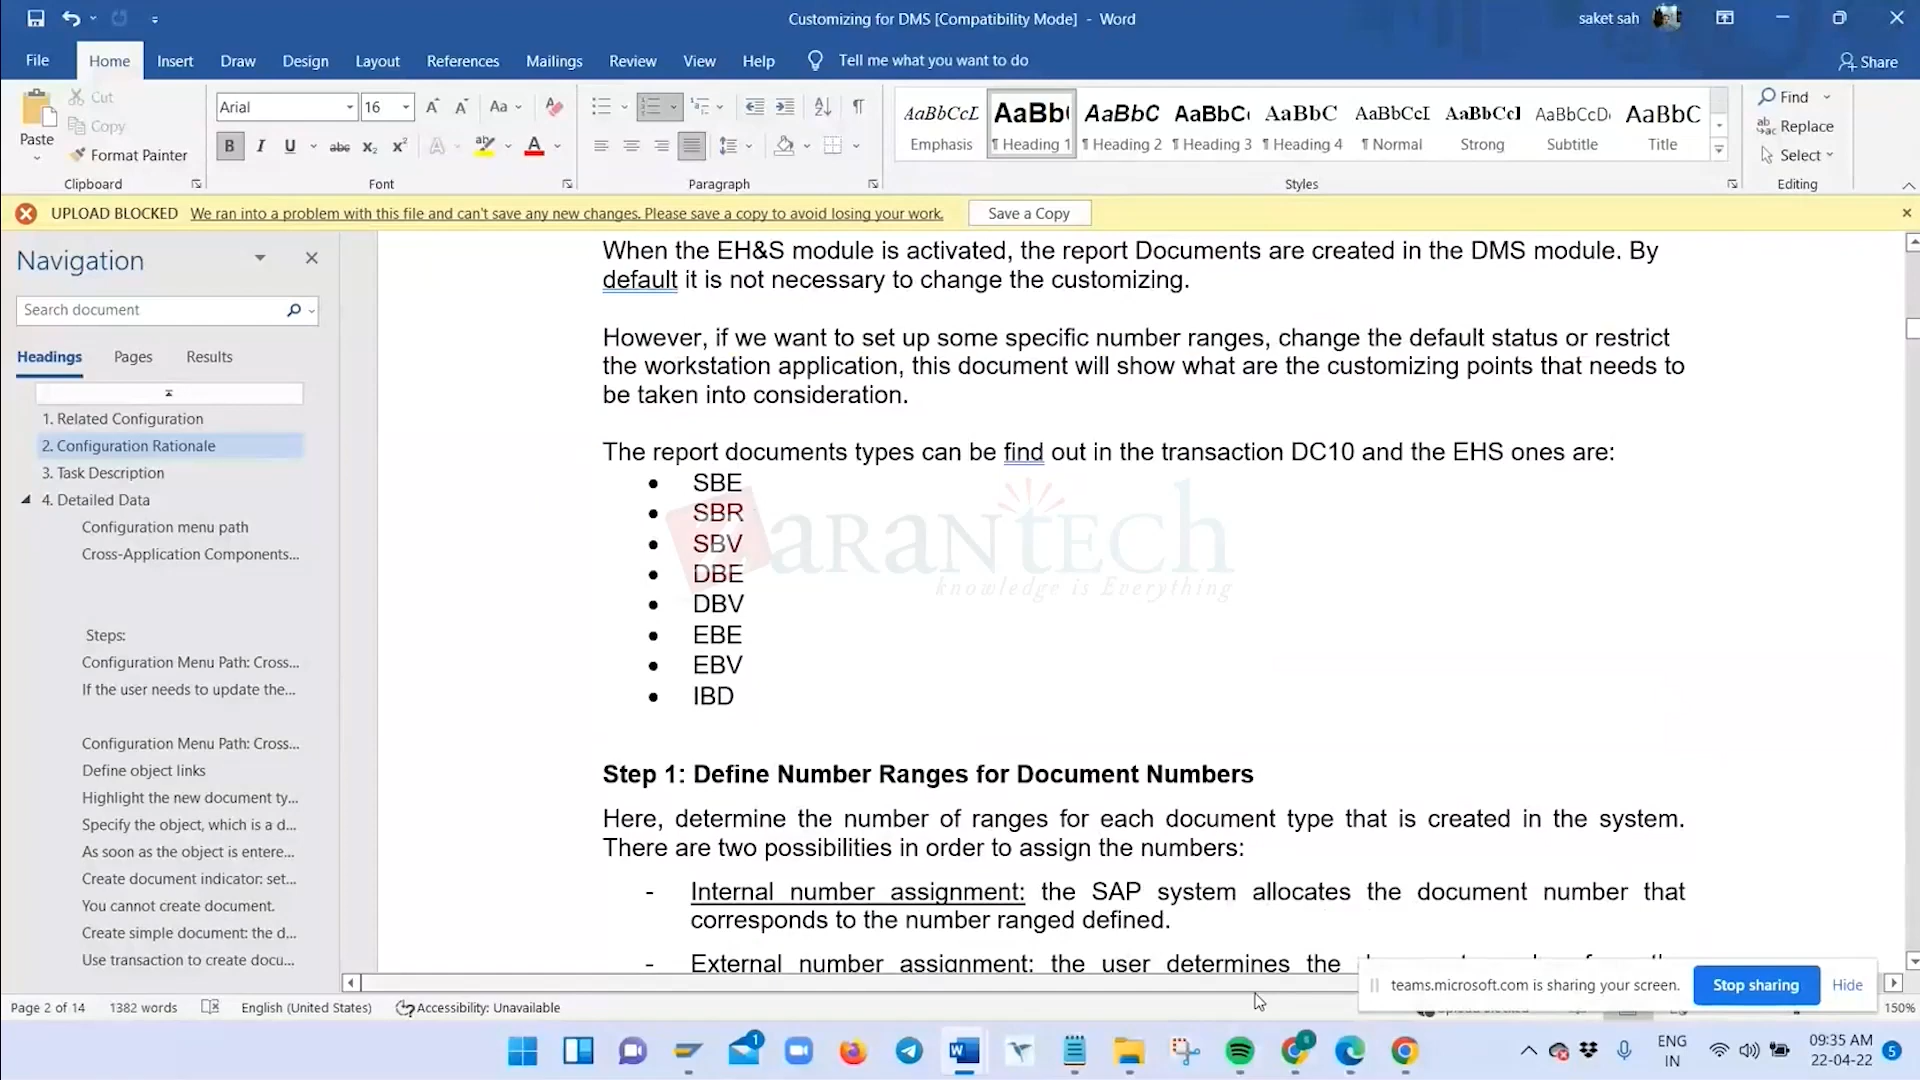 Customizing for DMS [Compatibility Mode] - Word
saket sah
File Home Insert Draw Design Layout References Mailings Review View Help Tell me what you want to do Share
Paste
Cut
Copy
Format Painter
Clipboard
Arial 16
Font
Paragraph
AaBbCcL AaBb( AaBbC AaBbC( AaBbC AaBbCcI AaBbCcI AaBbCcD AaBbC
Emphasis ¶ Heading 1 ¶ Heading 2 ¶ Heading 3 ¶ Heading 4 ¶ Normal Strong Subtitle Title
Styles
Find
Replace
Select
Editing
UPLOAD BLOCKED We ran into a problem with this file and can't save any new changes. Please save a copy to avoid losing your work. Save a Copy
Navigation
Search document
Headings Pages Results
1. Related Configuration
2. Configuration Rationale
3. Task Description
4. Detailed Data
Configuration menu path
Cross-Application Components...
Steps:
Configuration Menu Path: Cross...
If the user needs to update the...
Configuration Menu Path: Cross...
Define object links
Highlight the new document ty...
Specify the object, which is a d...
As soon as the object is entere...
Create document indicator: set...
You cannot create document.
Create simple document: the d...
Use transaction to create docu...
When the EH&S module is activated, the report Documents are created in the DMS module. By
default it is not necessary to change the customizing.
However, if we want to set up some specific number ranges, change the default status or restrict
the workstation application, this document will show what are the customizing points that needs to
be taken into consideration.
The report documents types can be find out in the transaction DC10 and the EHS ones are:
• SBE
• SBR
• SBV
• DBE
• DBV
• EBE
• EBV
• IBD
ZARANTECH
knowledge is Everything
Step 1: Define Number Ranges for Document Numbers
Here, determine the number of ranges for each document type that is created in the system.
There are two possibilities in order to assign the numbers:
- Internal number assignment: the SAP system allocates the document number that
corresponds to the number ranged defined.
- External number assignment: the user determines the
teams.microsoft.com is sharing your screen. Stop sharing Hide
Page 2 of 14 1382 words English (United States) Accessibility: Unavailable 150%
ENG
IN
09:35 AM
22-04-22
5